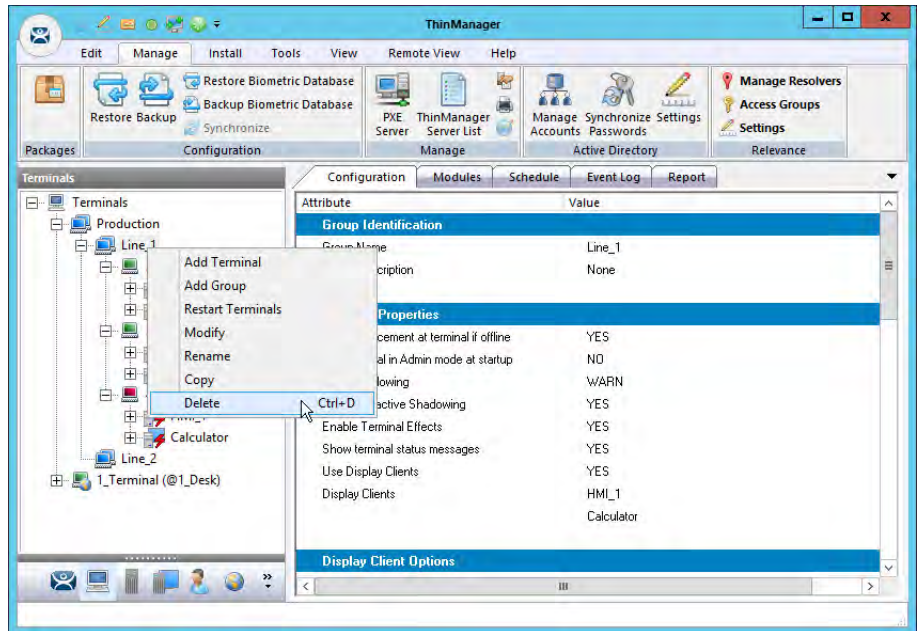 ThinManager
Edit Manage Install Tools View Remote View Help
Restore Backup
Restore Biometric Database
Backup Biometric Database
Synchronize
PXE Server
ThinManager Server List
Manage Accounts
Synchronize Passwords
Settings
Manage Resolvers
Access Groups
Settings
Packages Configuration Manage Active Directory Relevance
Terminals
Terminals
Production
Line_1
Add Terminal
Add Group
Restart Terminals
Modify
Rename
Copy
Delete Ctrl+D
Calculator
Line_2
1_Terminal (@1_Desk)
Configuration Modules Schedule Event Log Report
Attribute Value
Group Identification
Group Name Line_1
cription None
Properties
cement at terminal if offline YES
al in Admin mode at startup NO
lowing WARN
active Shadowing YES
Enable Terminal Effects YES
Show terminal status messages YES
Use Display Clients YES
Display Clients HMI_1
Calculator
Display Client Options